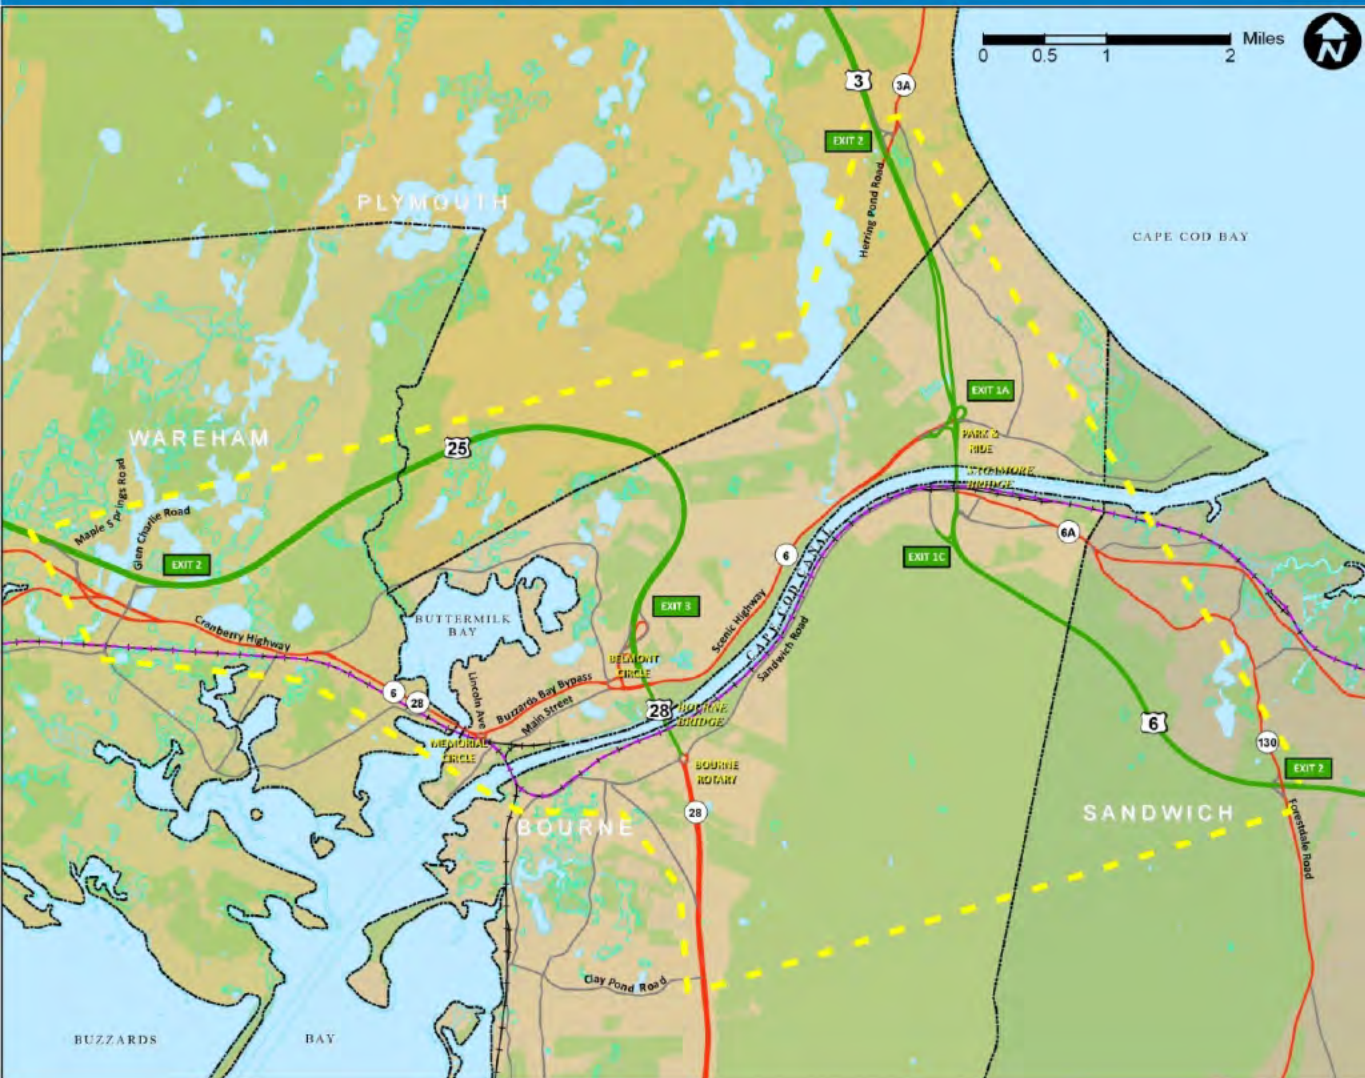 Miles
0 0.5 1 2
N
3
3A
EXIT 2
Herring Pond Road
PLYMOUTH
CAPE COD BAY
EXIT 1A
PARK &
RIDE
WAREHAM
25
Maple Springs Road
Glen Charlie Road
EXIT 2
SAGAMORE
BRIDGE
6
6A
EXIT 1C
CAPE COD CANAL
Scenic Highway
Sandwich Road
EXIT 3
BUTTERMILK
BAY
Cranberry Highway
BELMONT
CIRCLE
6
28
Lincoln Ave
Buzzards Bay Bypass
Main Street
28
BOURNE
BRIDGE
MEMORIAL
CIRCLE
BOURNE
ROTARY
6
130
EXIT 2
28
BOURNE
SANDWICH
Forestdale Road
Clay Pond Road
BUZZARDS
BAY